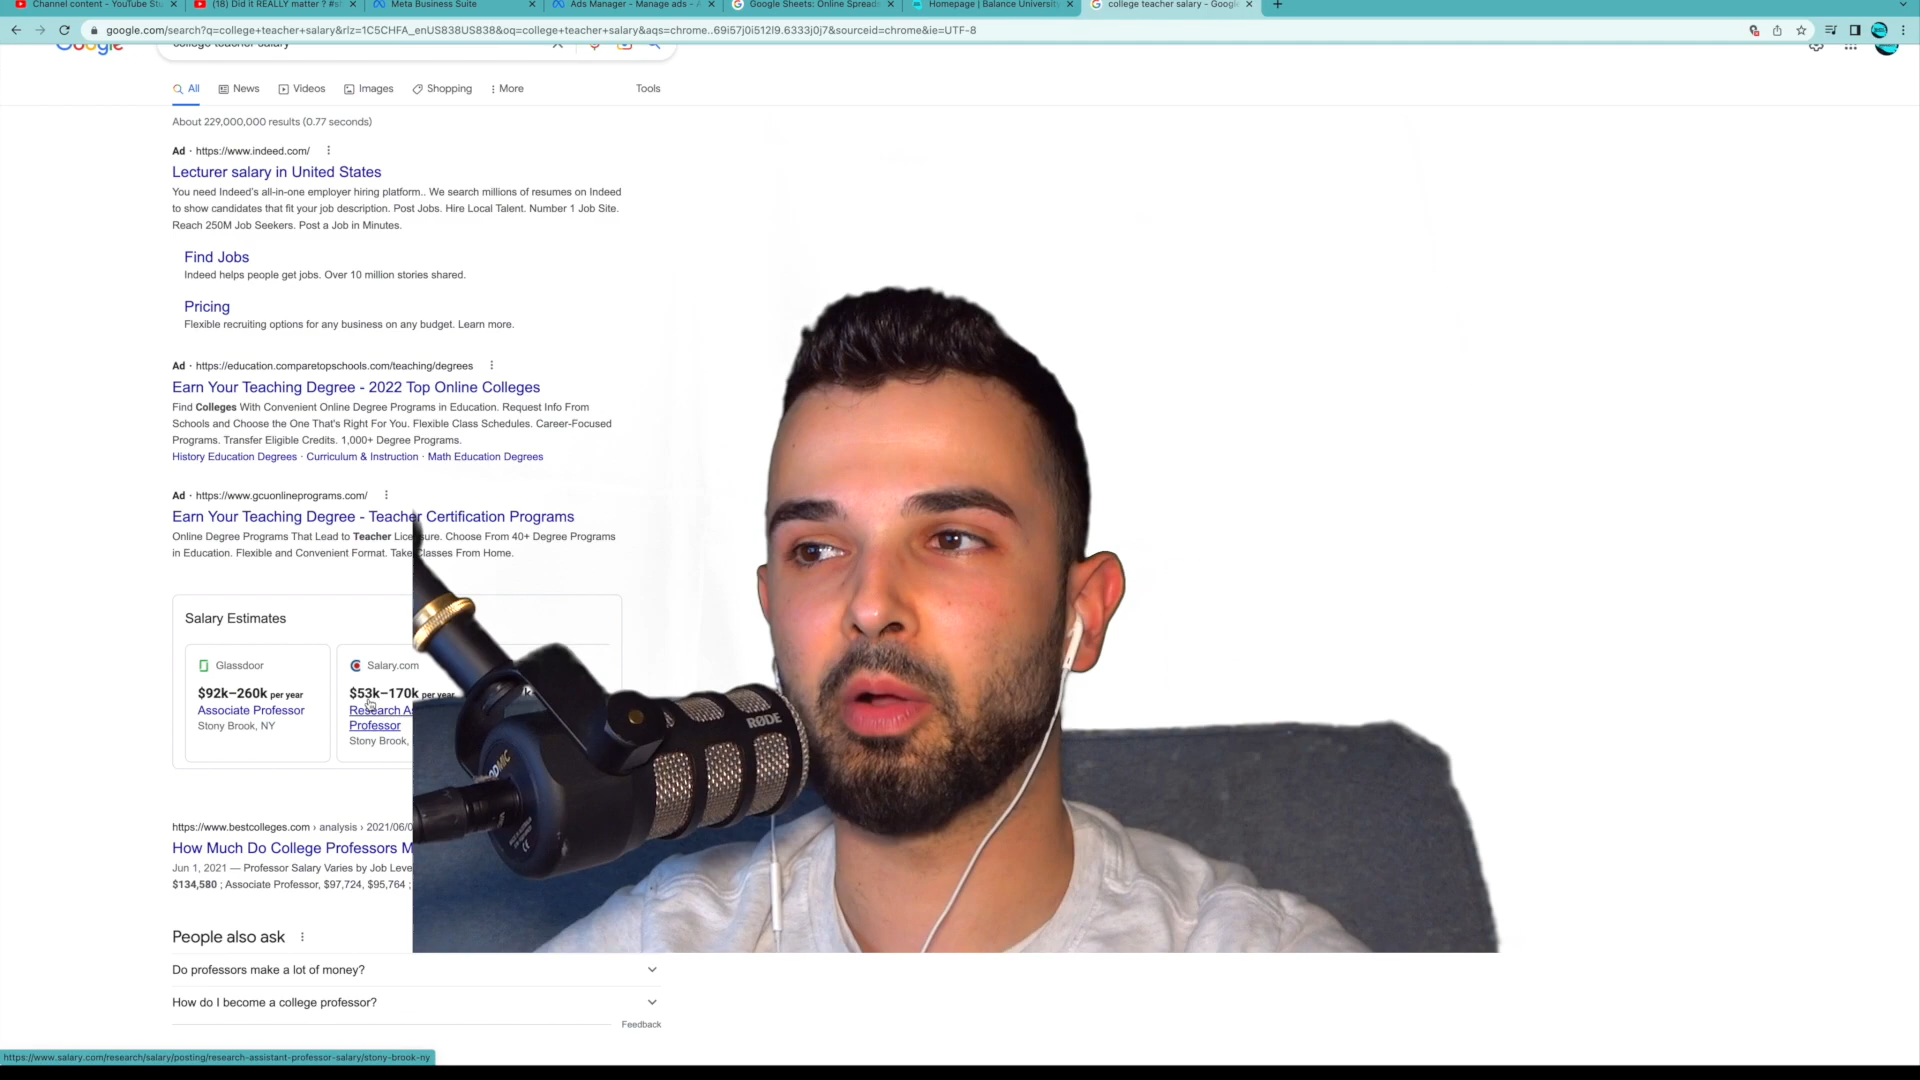 Channel content - YouTube Stu
(18) Did it REALLY matter ? #s
Meta Business Suite
Ads Manager - Manage ads - A
Google Sheets: Online Spreads
Homepage | Balance University
college teacher salary - Googl
google.com/search?q=college+teacher+salary&rlz=1C5CHFA_enUS838US838&oq=college+teacher+salary&aqs=chrome..69i57j0i512l9.6333j0j7&sourceid=chrome&ie=UTF-8
Google college teacher salary
All News Videos Images Shopping More Tools
About 229,000,000 results (0.77 seconds)
Ad · https://www.indeed.com/
Lecturer salary in United States
You need Indeed's all-in-one employer hiring platform.. We search millions of resumes on Indeed
to show candidates that fit your job description. Post Jobs. Hire Local Talent. Number 1 Job Site.
Reach 250M Job Seekers. Post a Job in Minutes.
Find Jobs
Indeed helps people get jobs. Over 10 million stories shared.
Pricing
Flexible recruiting options for any business on any budget. Learn more.
Ad · https://education.comparetopschools.com/teaching/degrees
Earn Your Teaching Degree - 2022 Top Online Colleges
Find Colleges With Convenient Online Degree Programs in Education. Request Info From
Schools and Choose the One That's Right For You. Flexible Class Schedules. Career-Focused
Programs. Transfer Eligible Credits. 1,000+ Degree Programs.
History Education Degrees · Curriculum & Instruction · Math Education Degrees
Ad · https://www.gcuonlineprograms.com/
Earn Your Teaching Degree - Teacher Certification Programs
Online Degree Programs That Lead to Teacher Licensure. Choose From 40+ Degree Programs
in Education. Flexible and Convenient Format. Take Classes From Home.
Salary Estimates
Glassdoor
$92k–260k per year
Associate Professor
Stony Brook, NY
Salary.com
$53k–170k per year
Research As
Professor
Stony Brook,
RØDE
https://www.bestcolleges.com › analysis › 2021/06/0
How Much Do College Professors M
Jun 1, 2021 — Professor Salary Varies by Job Leve
$134,580 ; Associate Professor, $97,724, $95,764 ;
People also ask
Do professors make a lot of money?
How do I become a college professor?
Feedback
https://www.salary.com/research/salary/posting/research-assistant-professor-salary/stony-brook-ny